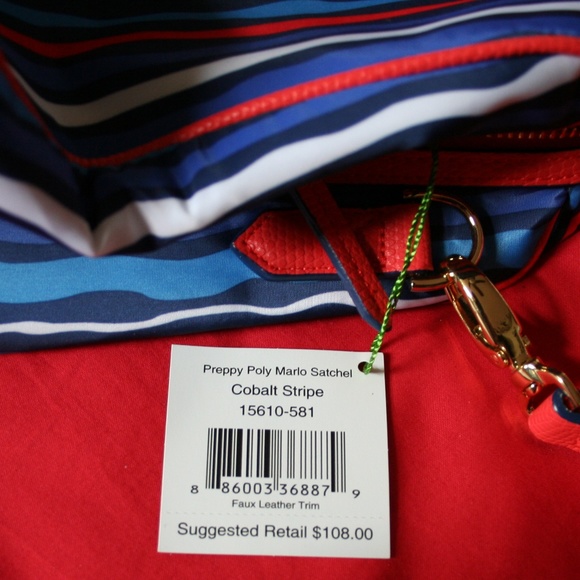 Preppy Poly Marlo Satchel
Cobalt Stripe
15610-581
8 86003 36887 9
Faux Leather Trim
Suggested Retail $108.00